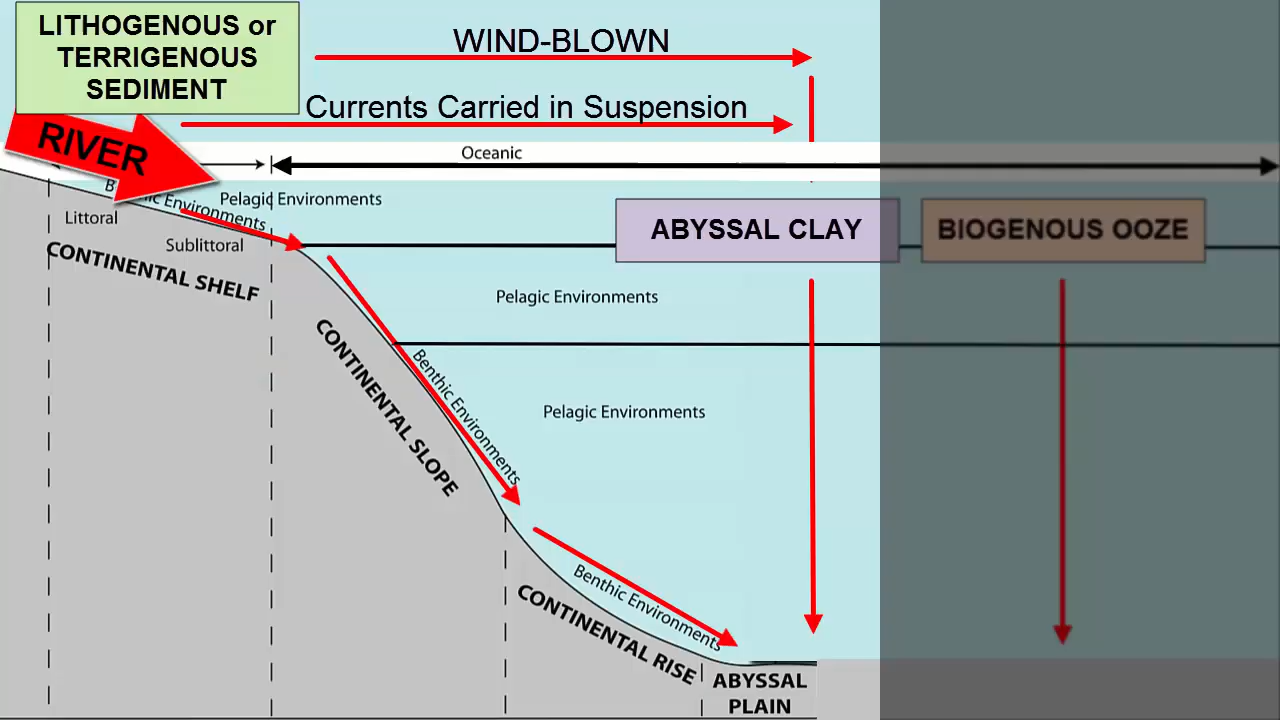 LITHOGENOUS or
TERRIGENOUS
SEDIMENT
WIND-BLOWN
Currents Carried in Suspension
RIVER
Oceanic
Pelagic Environments
Environments
Littoral
Sublittoral
CONTINENTAL SHELF
ABYSSAL CLAY
BIOGENOUS OOZE
Pelagic Environments
CONTINENTAL SLOPE
Benthic Environments
Pelagic Environments
Benthic Environments
CONTINENTAL RISE
ABYSSAL
PLAIN